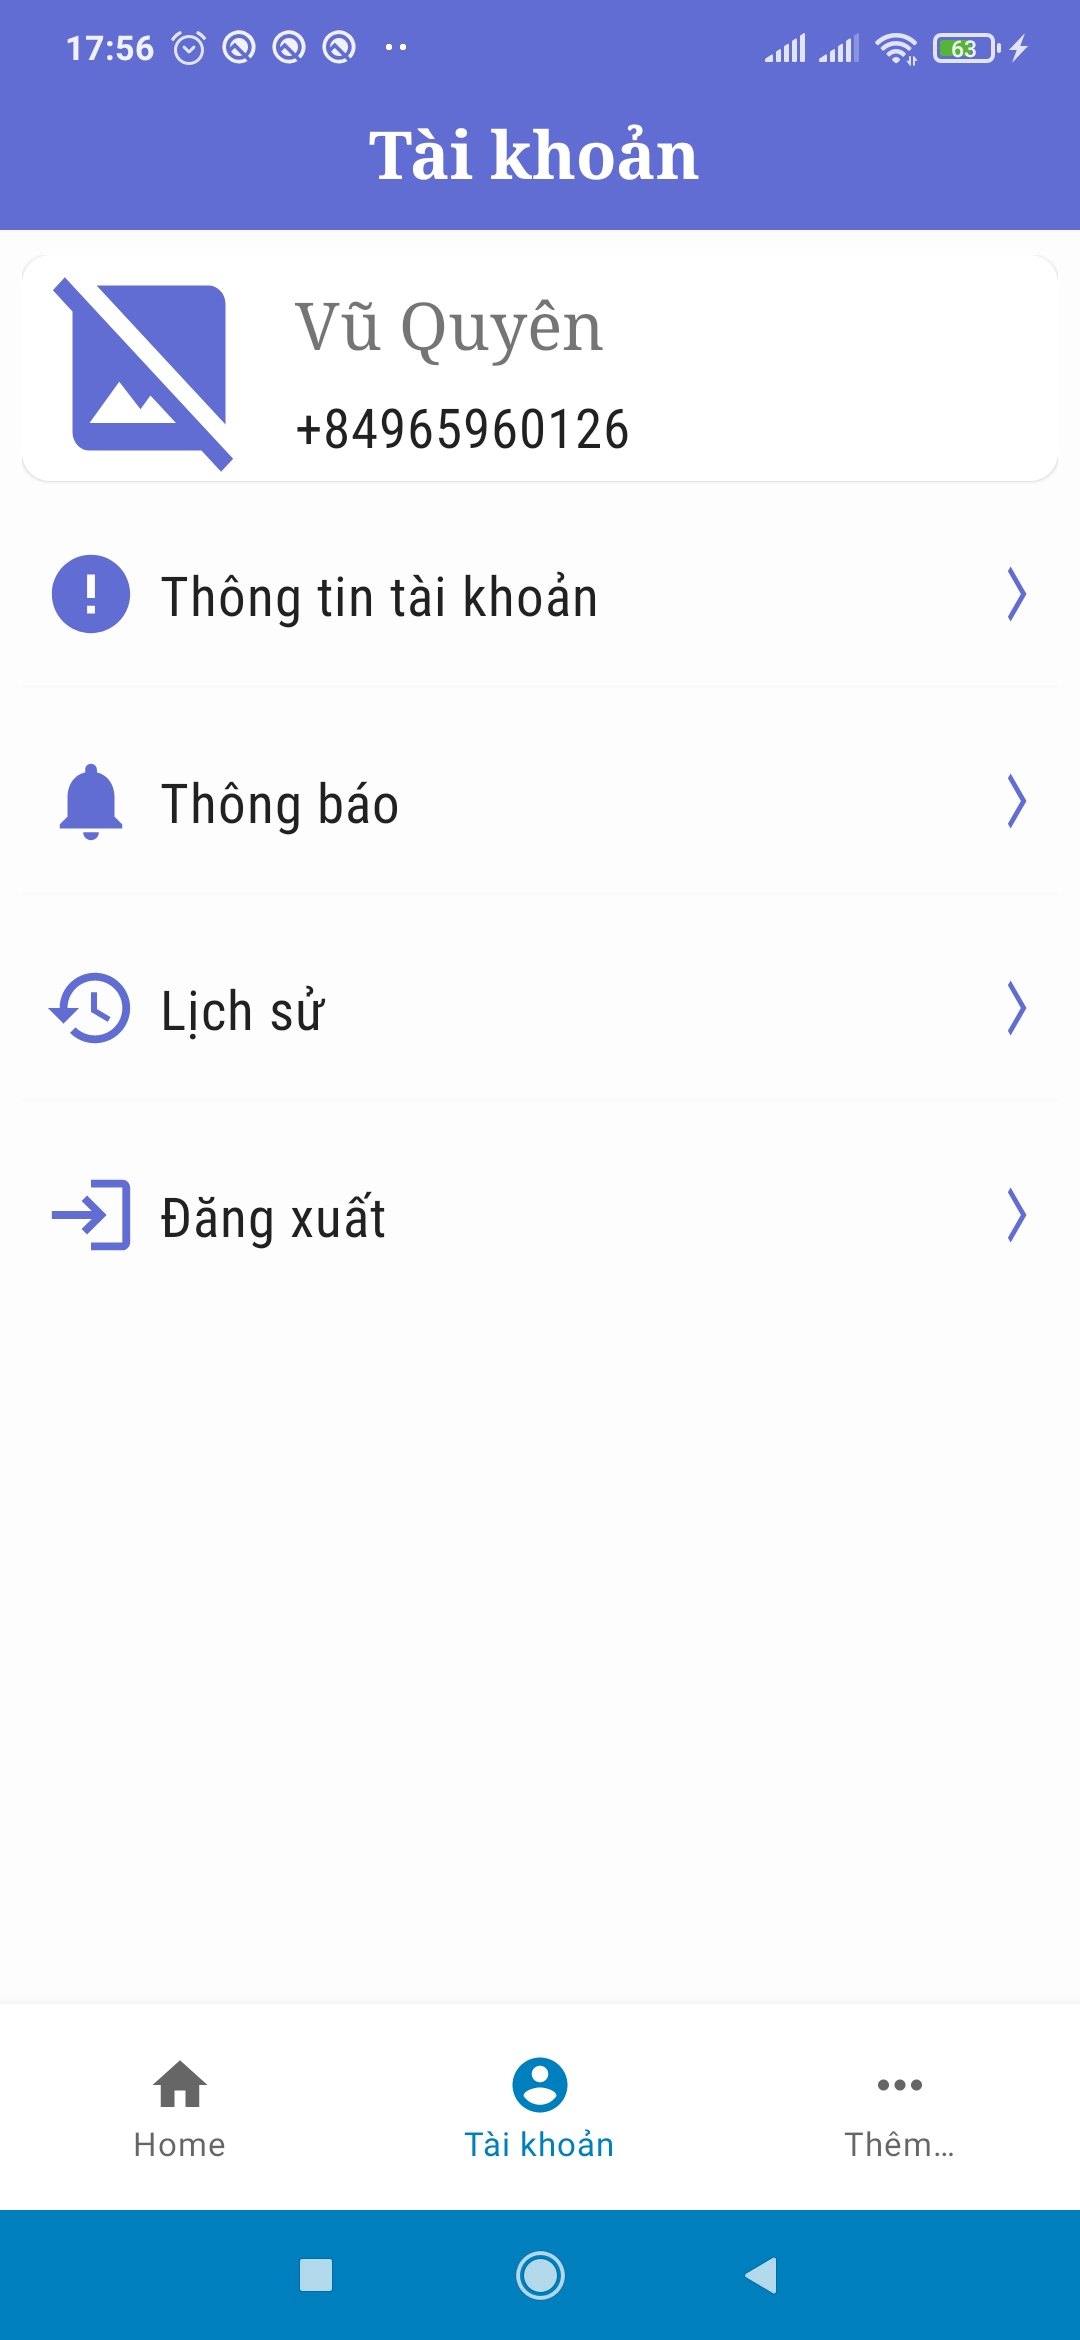 17:56
63
Tài khoản
Vũ Quyên
+84965960126
Thông tin tài khoản
Thông báo
Lịch sử
Đăng xuất
Home
Tài khoản
Thêm...